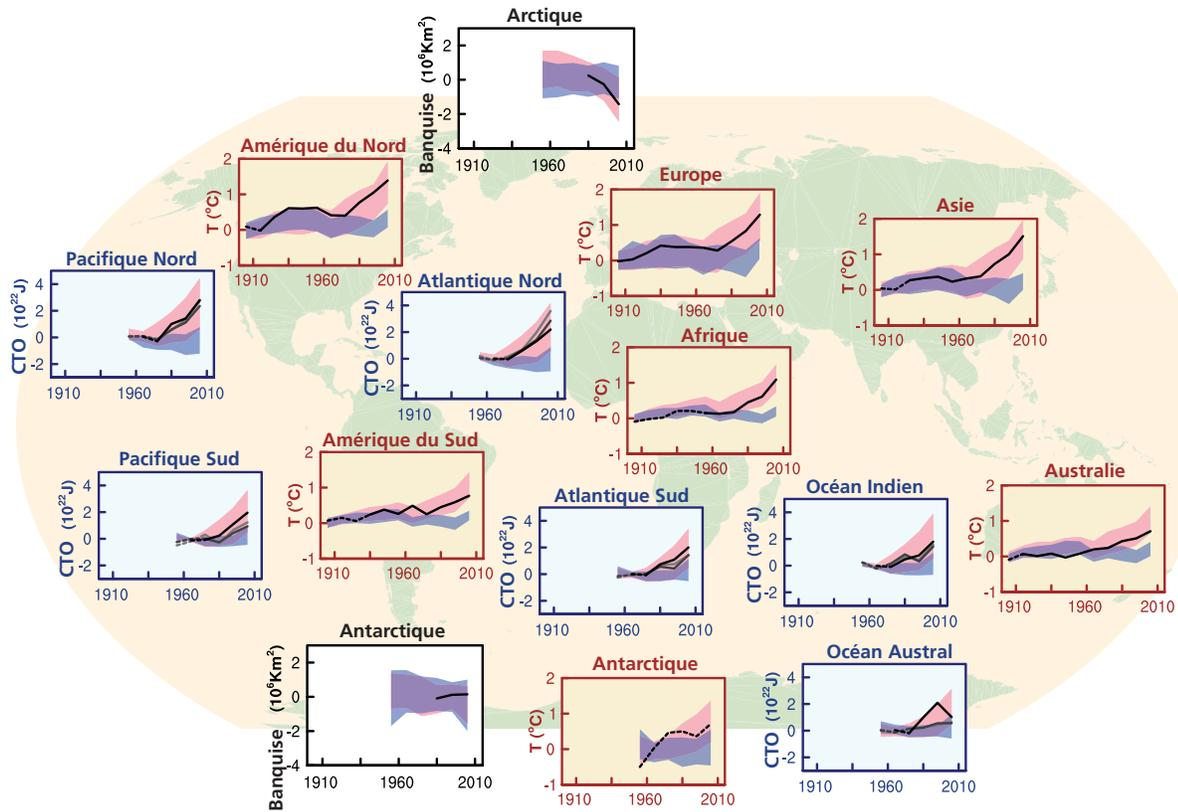 Arctique
Banquise (10⁶Km²)
2
0
-2
-4
1910 1960 2010
Amérique du Nord
T (°C)
2
1
0
-1
1910 1960 2010
Europe
T (°C)
2
1
0
-1
1910 1960 2010
Asie
T (°C)
2
1
0
-1
1910 1960 2010
Pacifique Nord
CTO (10²²J)
4
2
0
-2
1910 1960 2010
Atlantique Nord
CTO (10²²J)
4
2
0
-2
1910 1960 2010
Afrique
T (°C)
2
1
0
-1
1910 1960 2010
Pacifique Sud
CTO (10²²J)
4
2
0
-2
1910 1960 2010
Amérique du Sud
T (°C)
2
1
0
-1
1910 1960 2010
Atlantique Sud
CTO (10²²J)
4
2
0
-2
1910 1960 2010
Océan Indien
CTO (10²²J)
4
2
0
-2
1910 1960 2010
Australie
T (°C)
2
1
0
-1
1910 1960 2010
Antarctique
Banquise (10⁶Km²)
2
0
-2
-4
1910 1960 2010
Antarctique
T (°C)
2
1
0
-1
1910 1960 2010
Océan Austral
CTO (10²²J)
4
2
0
-2
1910 1960 2010